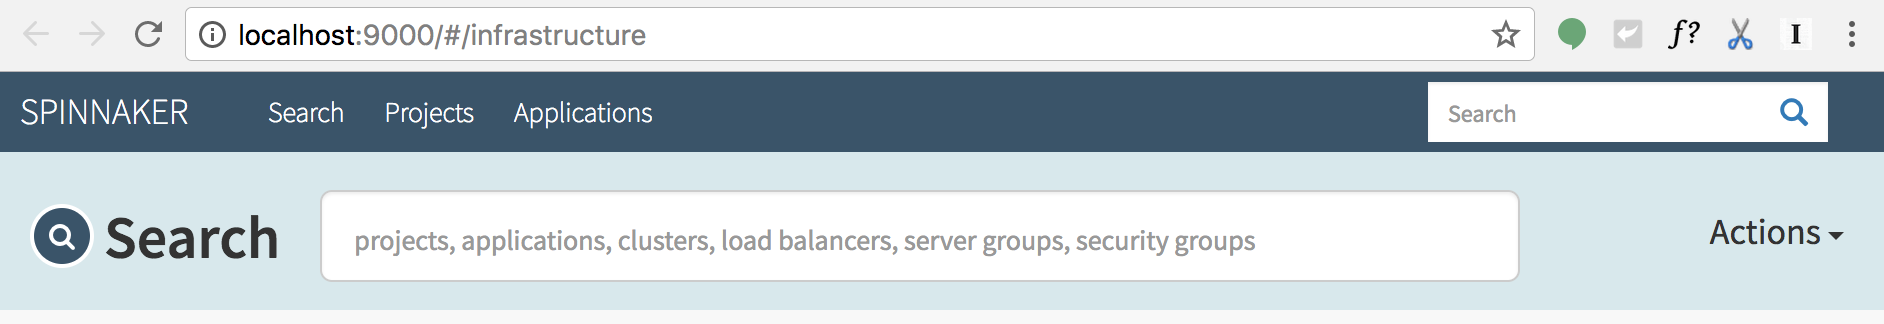 localhost:9000/#/infrastructure
f?
I
SPINNAKER Search Projects Applications Search
Search projects, applications, clusters, load balancers, server groups, security groups Actions